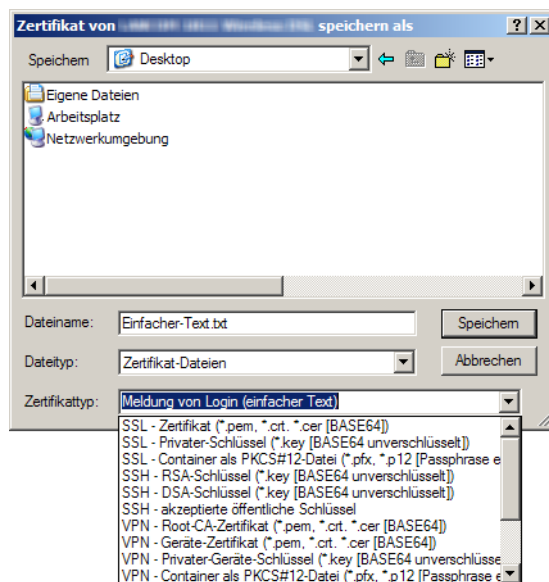 Zertifikat von speichern als
Speichern Desktop
Eigene Dateien
Arbeitsplatz
Netzwerkumgebung
Dateiname: Einfacher-Text.txt Speichern
Dateityp: Zertifikat-Dateien Abbrechen
Zertifikattyp: Meldung von Login (einfacher Text)
SSL - Zertifikat (*.pem, *.crt. *.cer [BASE64])
SSL - Privater-Schlüssel (*.key [BASE64 unverschlüsselt])
SSL - Container als PKCS#12-Datei (*.pfx, *.p12 [Passphrase e
SSH - RSA-Schlüssel (*.key [BASE64 unverschlüsselt])
SSH - DSA-Schlüssel (*.key [BASE64 unverschlüsselt])
SSH - akzeptierte öffentliche Schlüssel
VPN - Root-CA-Zertifikat (*.pem, *.crt. *.cer [BASE64])
VPN - Geräte-Zertifikat (*.pem, *.crt. *.cer [BASE64])
VPN - Privater-Geräte-Schlüssel (*.key [BASE64 unverschlüsse
VPN - Container als PKCS#12-Datei (*.pfx, *.p12 [Passphrase e